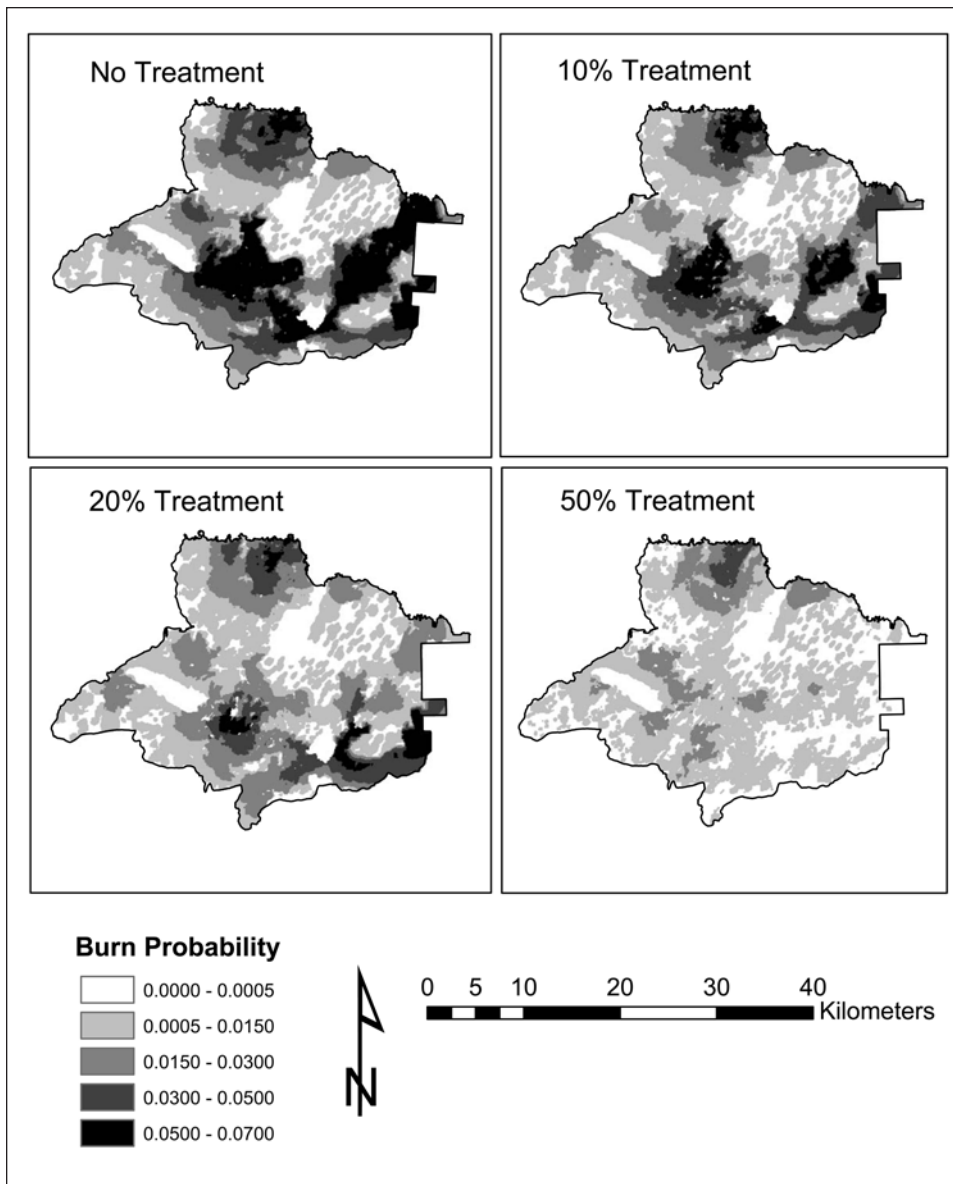 No Treatment
10% Treatment
20% Treatment
50% Treatment
Burn Probability
0.0000 - 0.0005
0.0005 - 0.0150
0.0150 - 0.0300
0.0300 - 0.0500
0.0500 - 0.0700
N
0 5 10 20 30 40
Kilometers